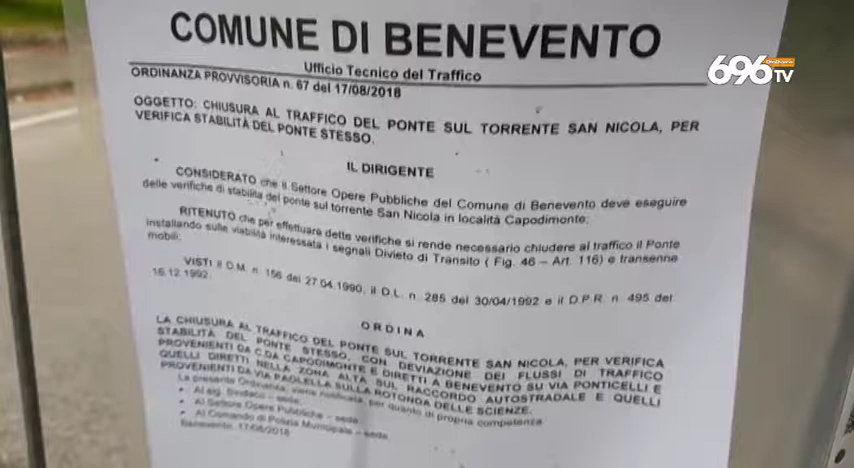 COMUNE DI BENEVENTO
Ufficio Tecnico del Traffico
ORDINANZA PROVVISORIA n. 67 del 17/08/2018
696 TV
OGGETTO: CHIUSURA AL TRAFFICO DEL PONTE SUL TORRENTE SAN NICOLA, PER
VERIFICA STABILITÀ DEL PONTE STESSO.
IL DIRIGENTE
CONSIDERATO che il Settore Opere Pubbliche del Comune di Benevento deve eseguire
delle verifiche di stabilita del ponte sul torrente San Nicola in località Capodimonte;
RITENUTO che per effettuare dette verifiche si rende necessario chiudere al traffico il Ponte
installando sulle viabilità interessata i segnali Divieto di Transito ( Fig. 46 – Art. 116) e transenne
mobili;
VISTI il D.M. n. 156 del 27.04.1990, il D.L. n. 285 del 30/04/1992 e il D.P.R. n. 495 del
16.12.1992.
ORDINA
LA CHIUSURA AL TRAFFICO DEL PONTE SUL TORRENTE SAN NICOLA, PER VERIFICA
STABILITÀ DEL PONTE STESSO, CON DEVIAZIONE DEI FLUSSI DI TRAFFICO
PROVENIENTI DA C.DA CAPODIMONTE E DIRETTI A BENEVENTO SU VIA PONTICELLI E
QUELLI DIRETTI NELLA ZONA ALTA SUL RACCORDO AUTOSTRADALE E QUELLI
PROVENIENTI DA VIA PAOLELLA SULLA ROTONDA DELLE SCIENZE.
La presente Ordinanza, viene notificata, per quanto di propria competenza
• Al sig. Sindaco – sede
• Al Settore Opere Pubbliche – sede
• Al Comando di Polizia Municipale – sede
Benevento, 17/08/2018